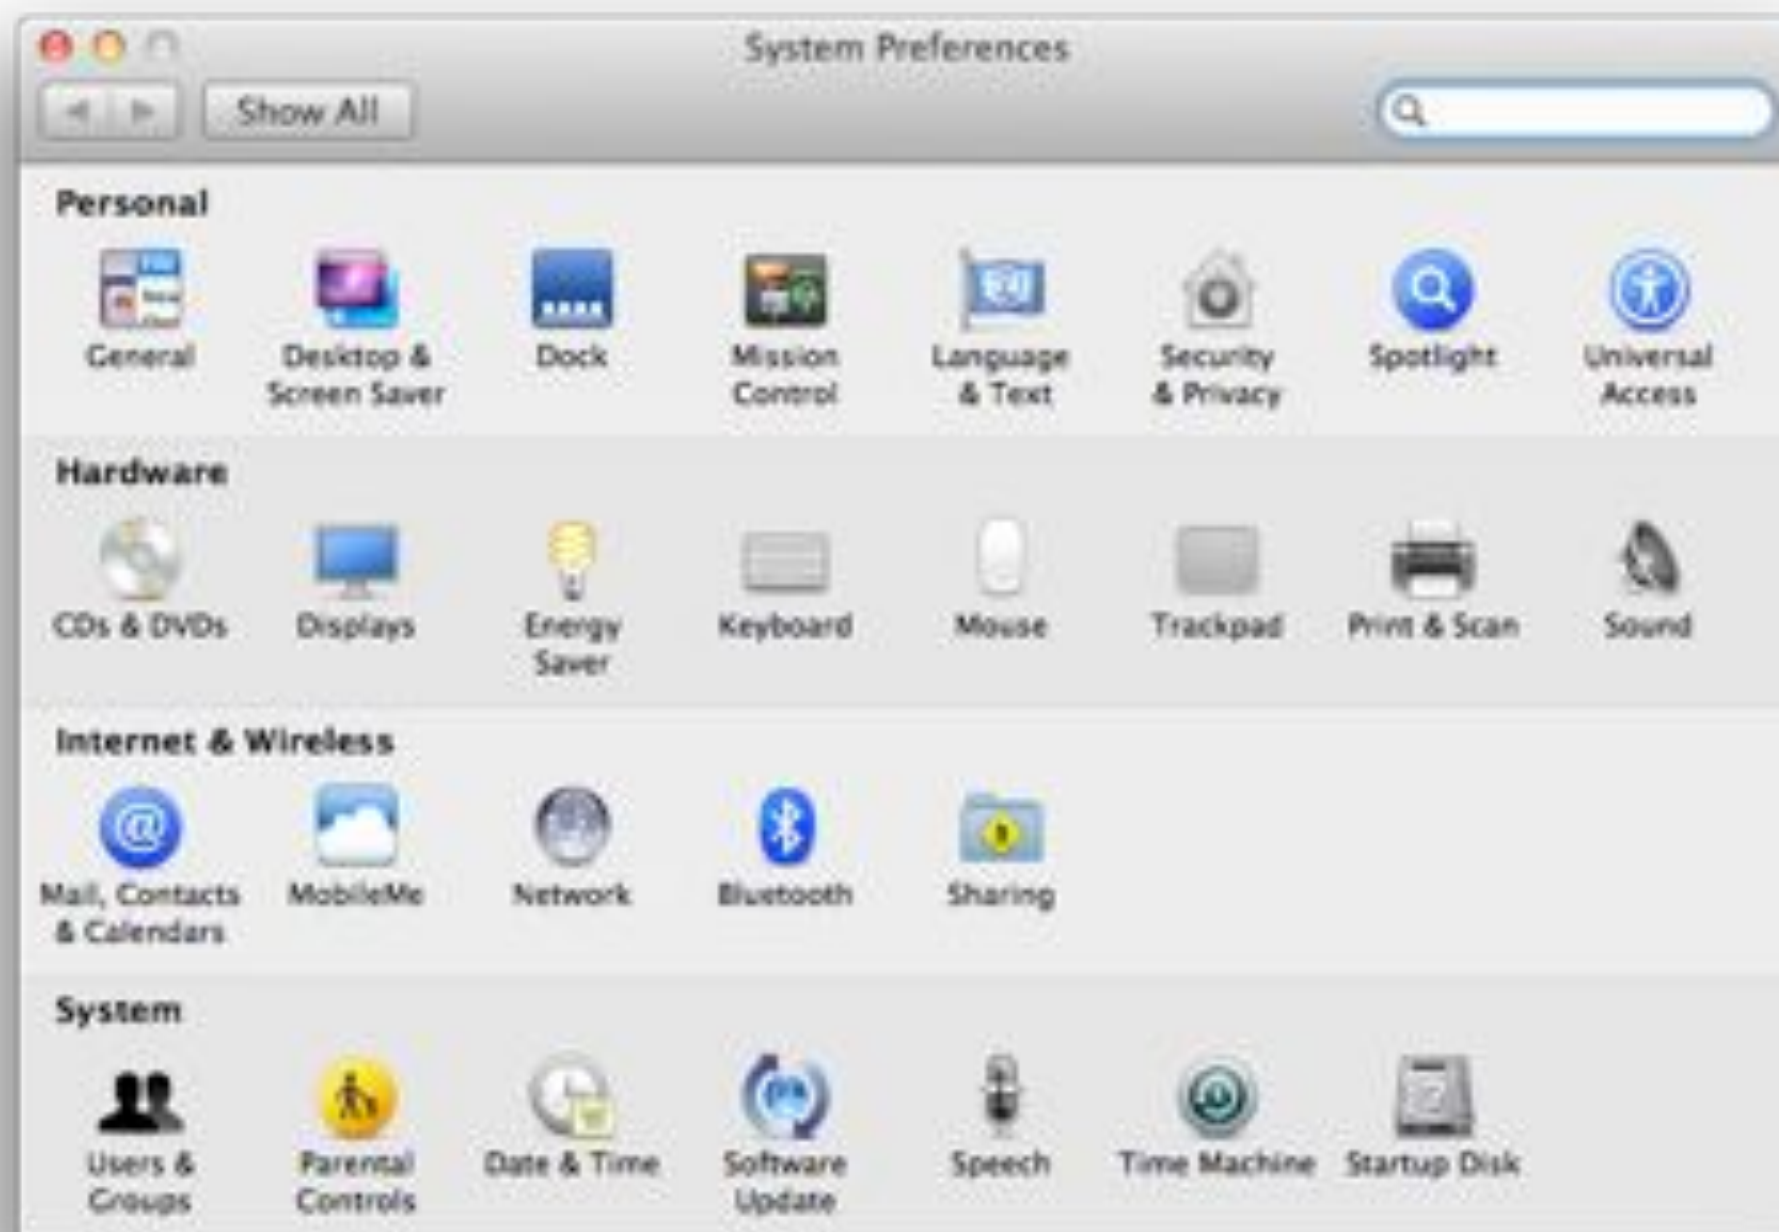 System Preferences
Show All
Personal
General
Desktop &
Screen Saver
Dock
Mission
Control
Language
& Text
Security
& Privacy
Spotlight
Universal
Access
Hardware
CDs & DVDs
Displays
Energy
Saver
Keyboard
Mouse
Trackpad
Print & Scan
Sound
Internet & Wireless
@
Mail, Contacts
& Calendars
MobileMe
Network
Bluetooth
Sharing
System
Users &
Groups
Parental
Controls
Date & Time
Software
Update
Speech
Time Machine
Startup Disk